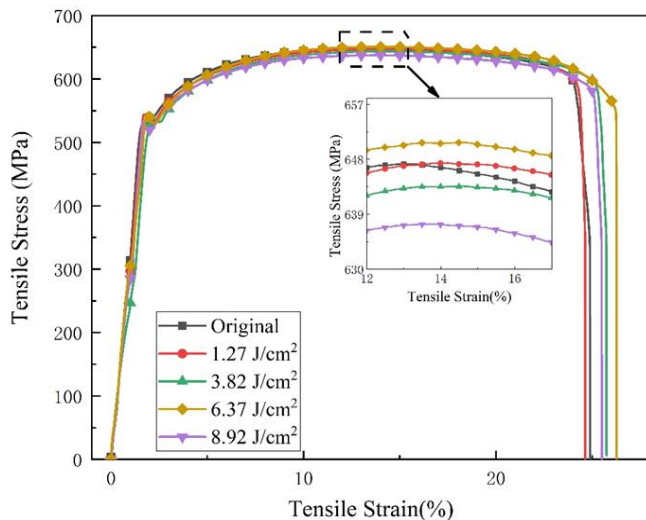 700
600
500
400
300
200
100
0
Tensile Stress (MPa)
0
10
20
Tensile Strain(%)
Original
1.27 J/cm²
3.82 J/cm²
6.37 J/cm²
8.92 J/cm²
657
648
639
630
Tensile Stress (MPa)
12
14
16
Tensile Strain(%)